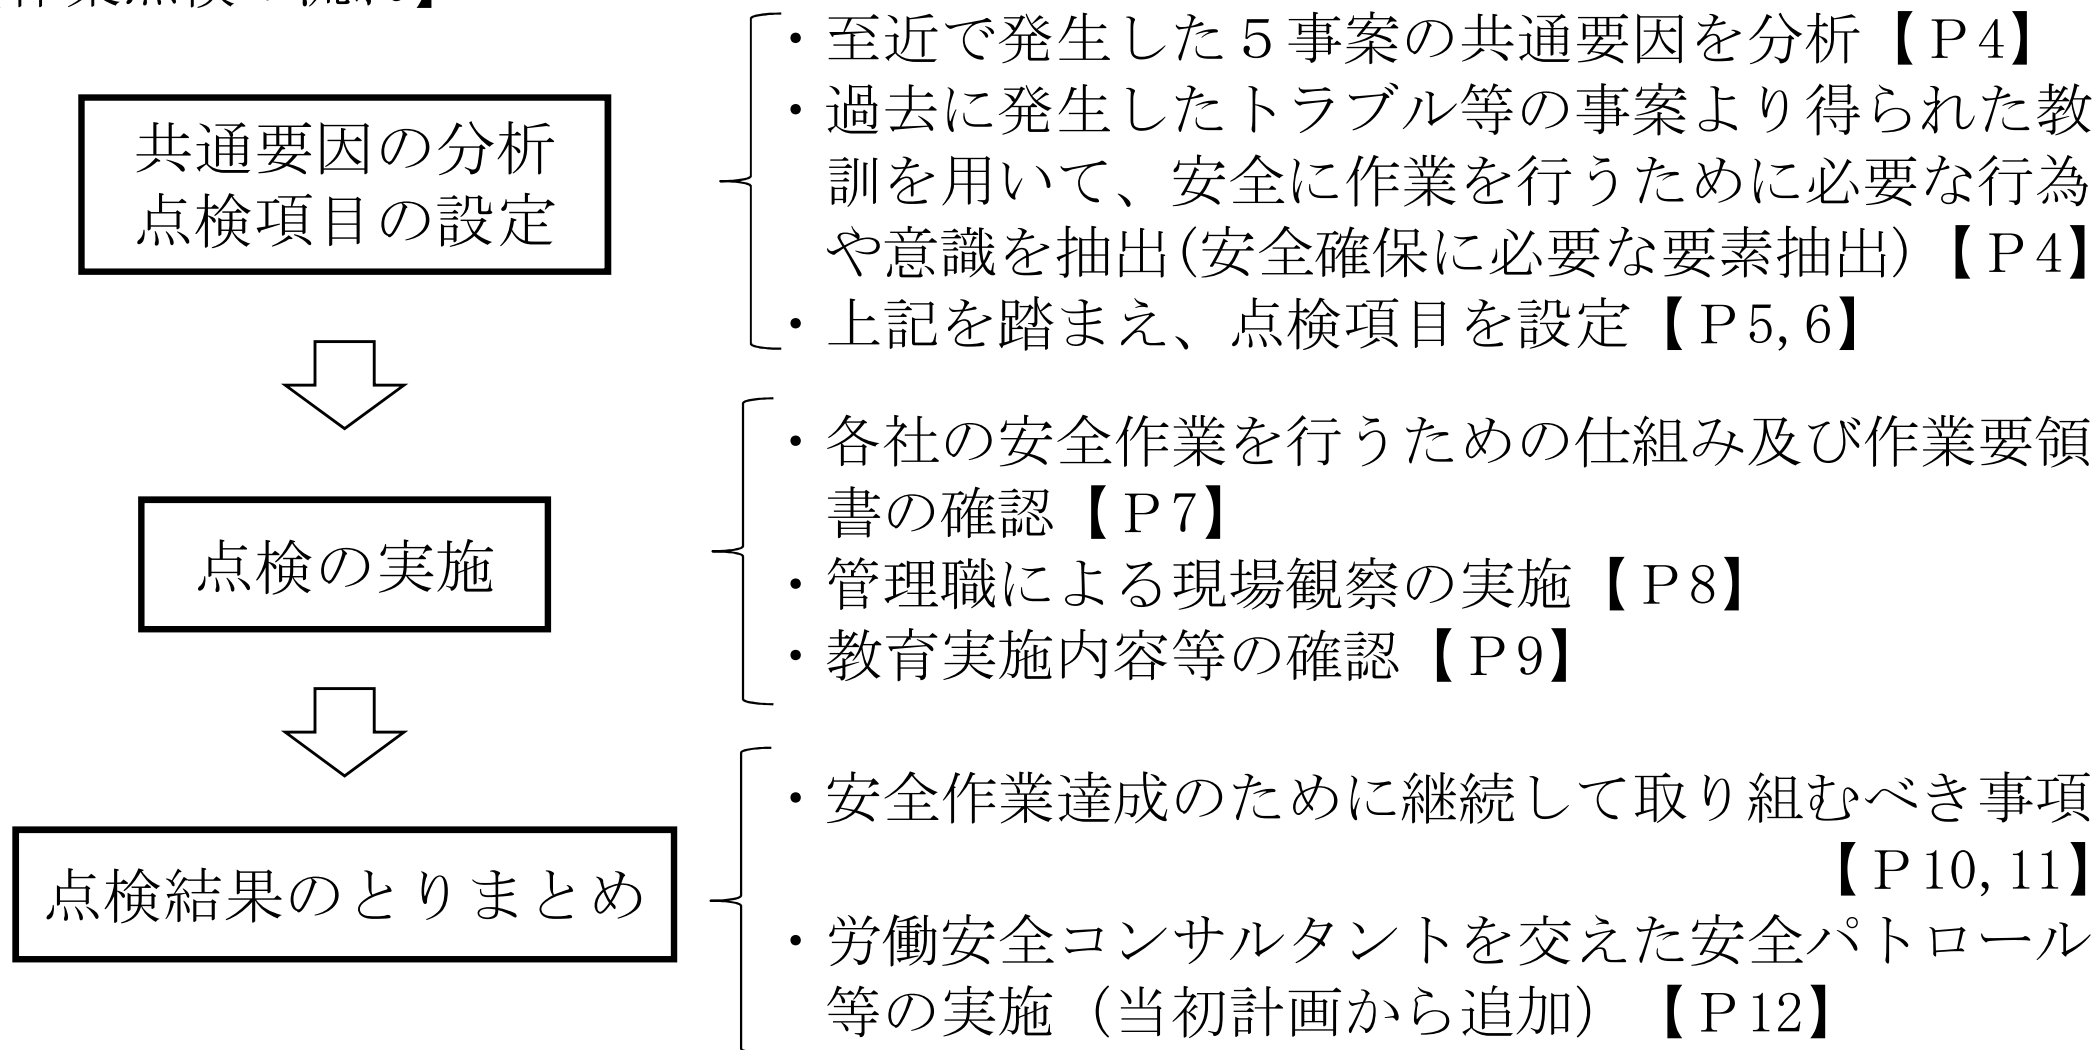 共通要因の分析
点検項目の設定
・至近で発生した５事案の共通要因を分析【Ｐ4】
・過去に発生したトラブル等の事案より得られた教
訓を用いて、安全に作業を行うために必要な行為
や意識を抽出(安全確保に必要な要素抽出)【Ｐ4】
・上記を踏まえ、点検項目を設定【Ｐ5,6】
点検の実施
・各社の安全作業を行うための仕組み及び作業要領
書の確認【Ｐ7】
・管理職による現場観察の実施【Ｐ8】
・教育実施内容等の確認【Ｐ9】
点検結果のとりまとめ
・安全作業達成のために継続して取り組むべき事項
【Ｐ10,11】
・労働安全コンサルタントを交えた安全パトロール
等の実施（当初計画から追加）【Ｐ12】